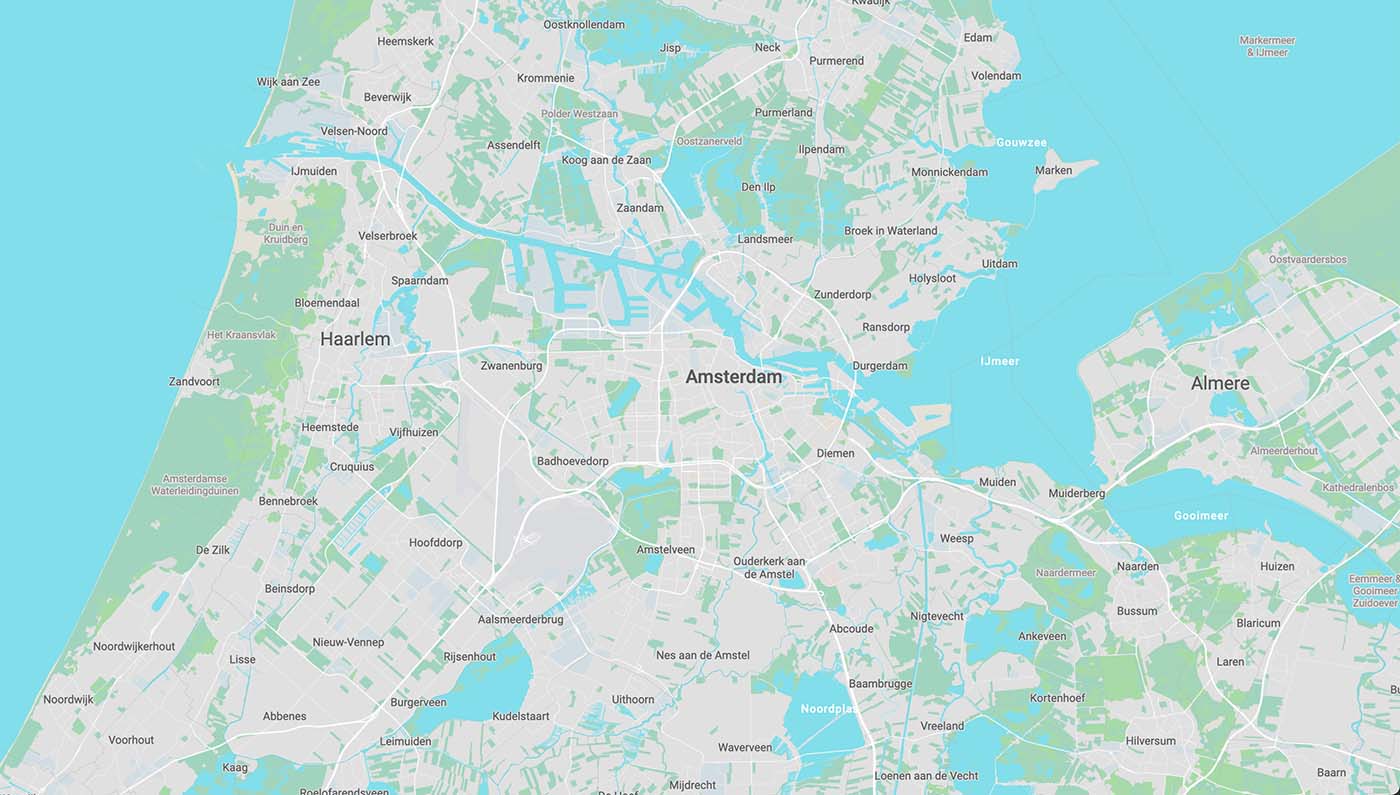 Kwadijk
Oostknollendam
Heemskerk
Jisp
Neck
Edam
Markermeer
& IJmeer
Purmerend
Wijk aan Zee
Krommenie
Volendam
Beverwijk
Polder Westzaan
Purmerland
Velsen-Noord
Assendelft
Oostzanerveld
Ilpendam
Gouwzee
Koog aan de Zaan
IJmuiden
Monnickendam
Marken
Den Ilp
Zaandam
Duin en
Kruidberg
Velserbroek
Landsmeer
Broek in Waterland
Uitdam
Oostvaardersbos
Spaarndam
Holysloot
Bloemendaal
Zunderdorp
Het Kraansvlak
Haarlem
Ransdorp
Zwanenburg
Durgerdam
IJmeer
Zandvoort
Amsterdam
Almere
Heemstede
Vijfhuizen
Diemen
Almeerderhout
Cruquius
Badhoevedorp
Amsterdamse
Waterleidingduinen
Muiden
Muiderberg
Kathedralenbos
Bennebroek
Gooimeer
De Zilk
Hoofddorp
Amstelveen
Weesp
Ouderkerk aan
de Amstel
Naardermeer
Naarden
Huizen
Beinsdorp
Eemmeer &
Gooimeer
Zuidoever
Aalsmeerderbrug
Nigtevecht
Bussum
Abcoude
Blaricum
Noordwijkerhout
Nieuw-Vennep
Ankeveen
Lisse
Rijsenhout
Nes aan de Amstel
Laren
Baambrugge
Noordwijk
Burgerveen
Uithoorn
Kortenhoef
Noordplas
Abbenes
Kudelstaart
Vreeland
Voorhout
Leimuiden
Waverveen
Hilversum
Kaag
Loenen aan de Vecht
Baarn
Mijdrecht
Roelofarendsveen
De Hoef